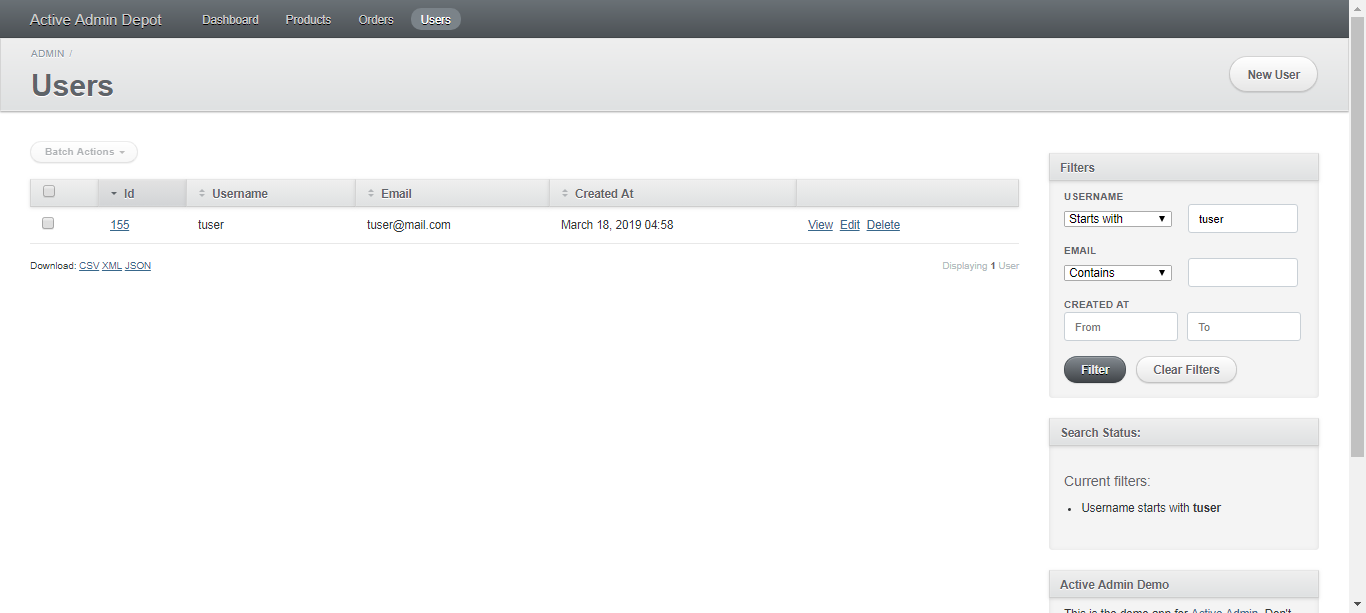 Active Admin Depot Dashboard Products Orders Users
ADMIN /
Users
New User
Batch Actions
Id Username Email Created At
155 tuser tuser@mail.com March 18, 2019 04:58 View Edit Delete
Download: CSV XML JSON
Displaying 1 User
Filters
USERNAME
Starts with tuser
EMAIL
Contains
CREATED AT
From To
Filter Clear Filters
Search Status:
Current filters:
Username starts with tuser
Active Admin Demo
This is the demo app for Active Admin. Don't